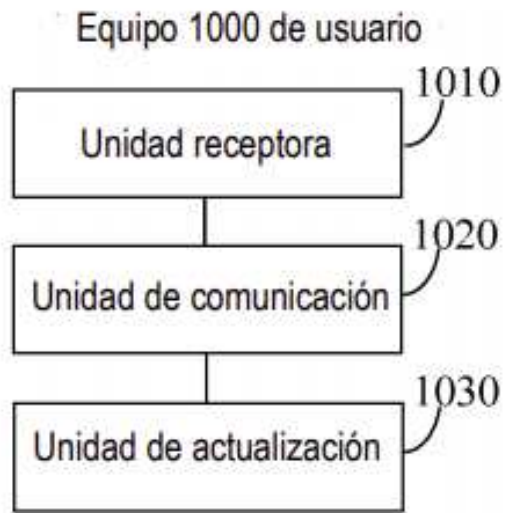 Equipo 1000 de usuario
1010
Unidad receptora
1020
Unidad de comunicación
1030
Unidad de actualización